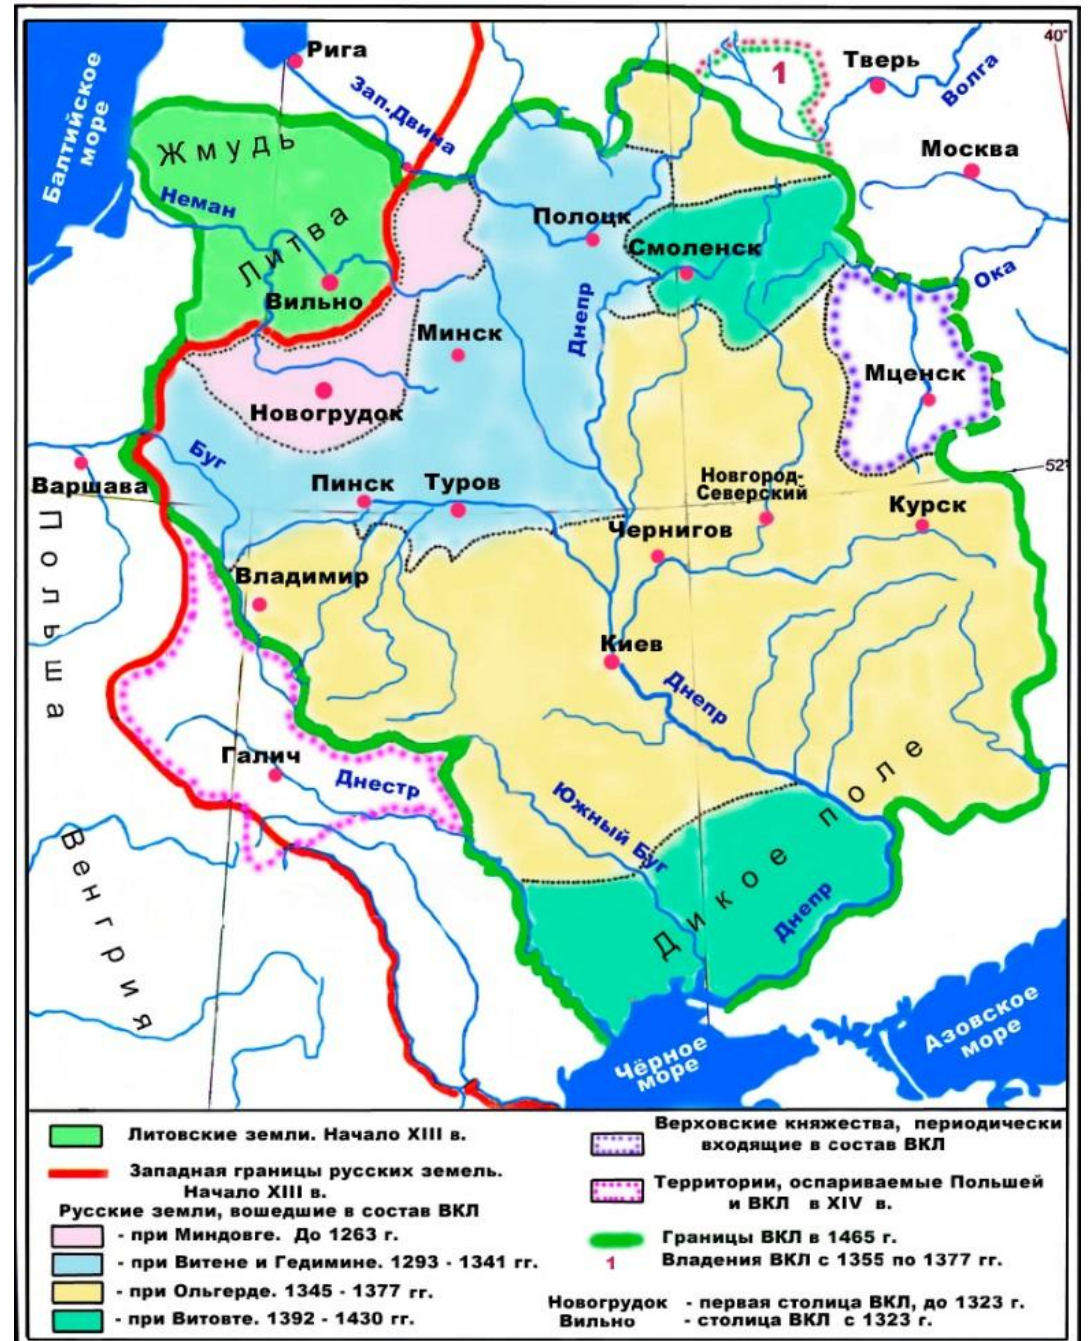 Рига
Балтийское
море
Зап.Двина
1
Тверь
Волга
40°
Москва
Жмудь
Неман
Литва
Вильно
Полоцк
Смоленск
Ока
Днепр
Минск
Мценск
Новогрудок
Буг
Варшава
Пинск
Туров
Новгород-
Северский
52°
Курск
Чернигов
Польша
Владимир
Киев
Днепр
Галич
Днестр
Южный Буг
Дикое поле
Днепр
Венгрия
Чёрное
море
Азовское
море
Литовские земли. Начало XIII в.
Западная границы русских земель.
Начало XIII в.
Русские земли, вошедшие в состав ВКЛ
- при Миндовге. До 1263 г.
- при Витене и Гедимине. 1293 - 1341 гг.
- при Ольгерде. 1345 - 1377 гг.
- при Витовте. 1392 - 1430 гг.
Верховские княжества, периодически
входящие в состав ВКЛ
Территории, оспариваемые Польшей
и ВКЛ в XIV в.
Границы ВКЛ в 1465 г.
1 Владения ВКЛ с 1355 по 1377 гг.
Новогрудок - первая столица ВКЛ, до 1323 г.
Вильно - столица ВКЛ с 1323 г.